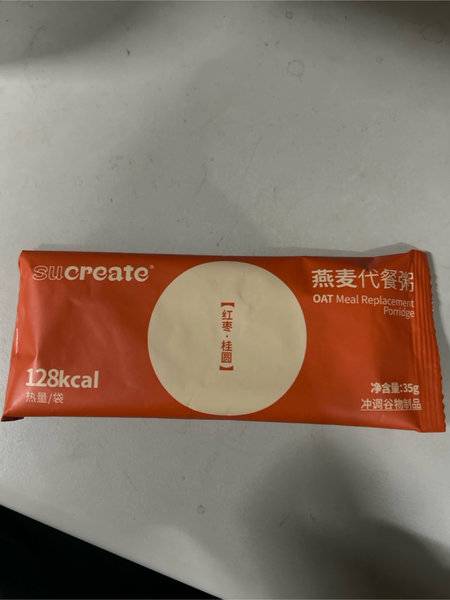 sucreate®
燕麦代餐粥
OAT Meal Replacement
Porridge
【红枣·桂圆】
128kcal
热量/袋
净含量:35g
冲调谷物制品